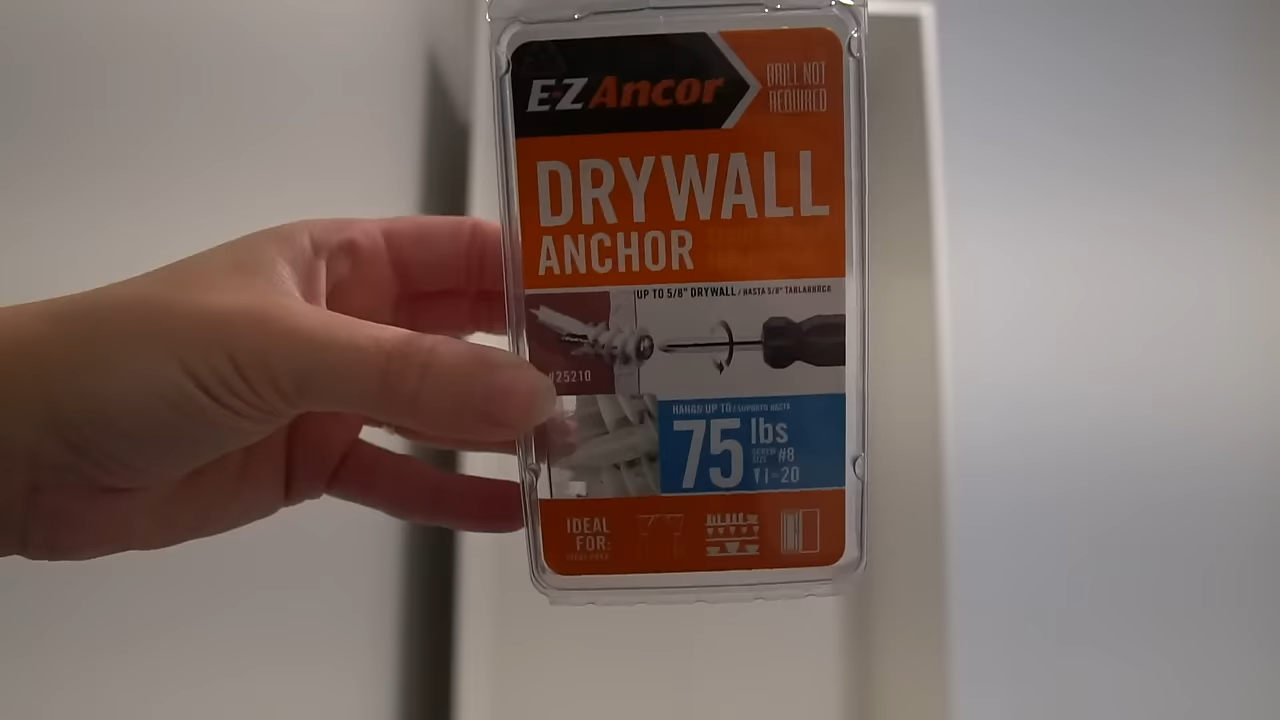 E-Z Ancor
DRILL NOT
REQUIRED
DRYWALL
ANCHOR
UP TO 5/8" DRYWALL / HASTA 5/8" TABLAROCA
#25210
HANGS UP TO / SOPORTA HASTA
75 lbs
SCREW
SIZE #8
= 20
IDEAL
FOR: